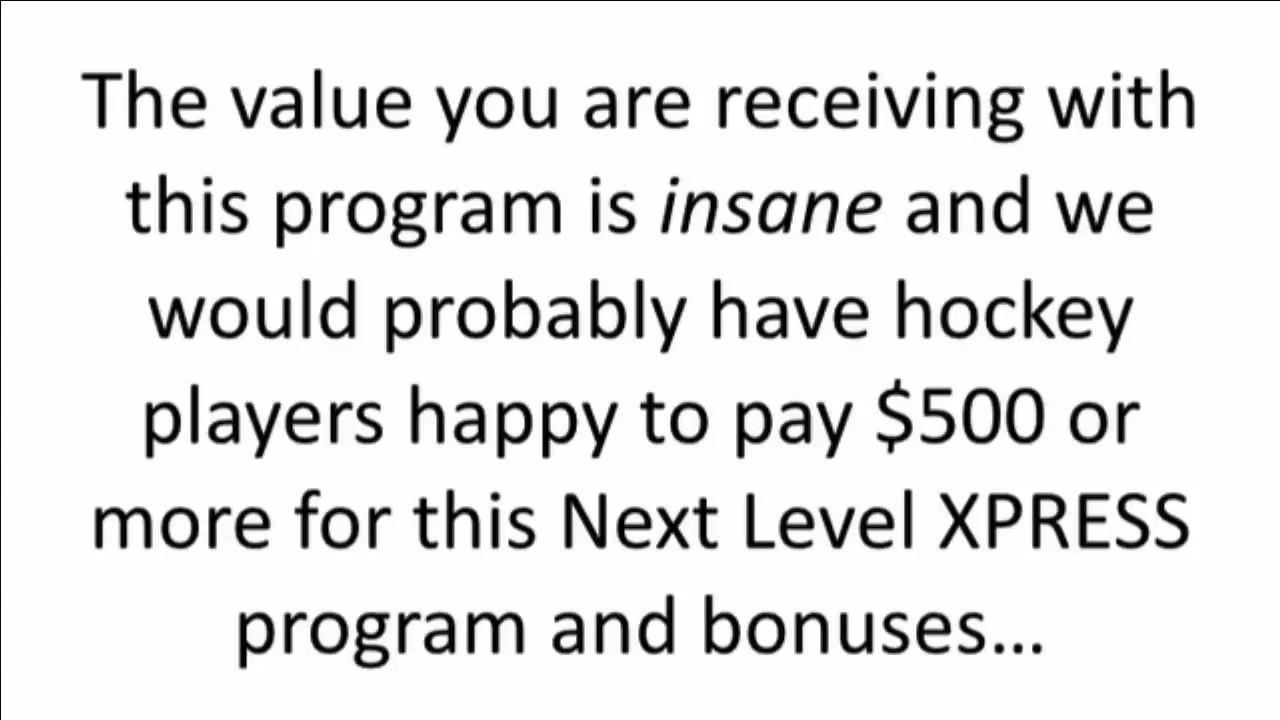 The value you are receiving with
this program is insane and we
would probably have hockey
players happy to pay $500 or
more for this Next Level XPRESS
program and bonuses...